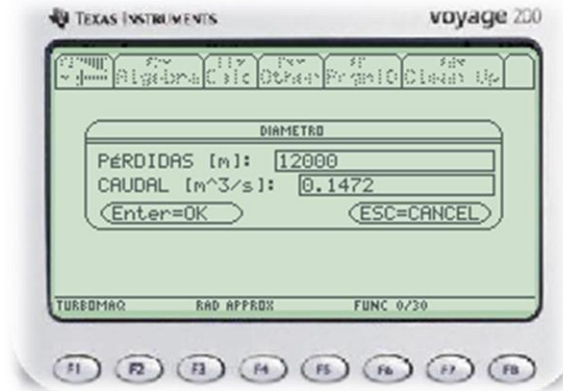 TEXAS INSTRUMENTS voyage 200
Algebra Calc Other PrgmIO Clean Up
DIAMETRO
PéRDIDAS [m]: 12000
CAUDAL [m^3/s]: 0.1472
Enter=OK ESC=CANCEL
TURBOMAQ RAD APPROX FUNC 0/30
F1 F2 F3 F4 F5 F6 F7 F8